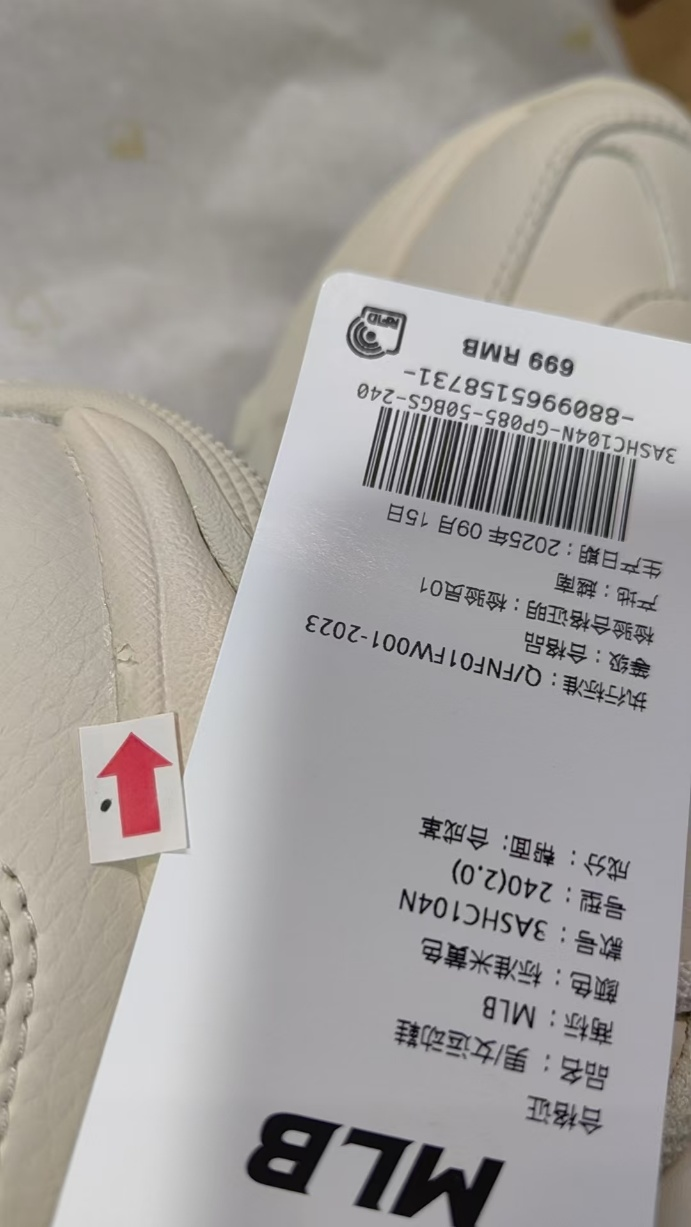 MLB
合格证
品名：男/女运动鞋
商标：MLB
颜色：标准米黄色
款号：3ASHC104N
号型：240(2.0)
成分：帮面：合成革
执行标准：Q/FNF01FW001-2023
等级：合格品
检验合格证明：检验员01
产地：越南
生产日期：2025年 09月 15日
3ASHC104N-GP085-50BGS-240
-8809965158731-
699 RMB
RFID